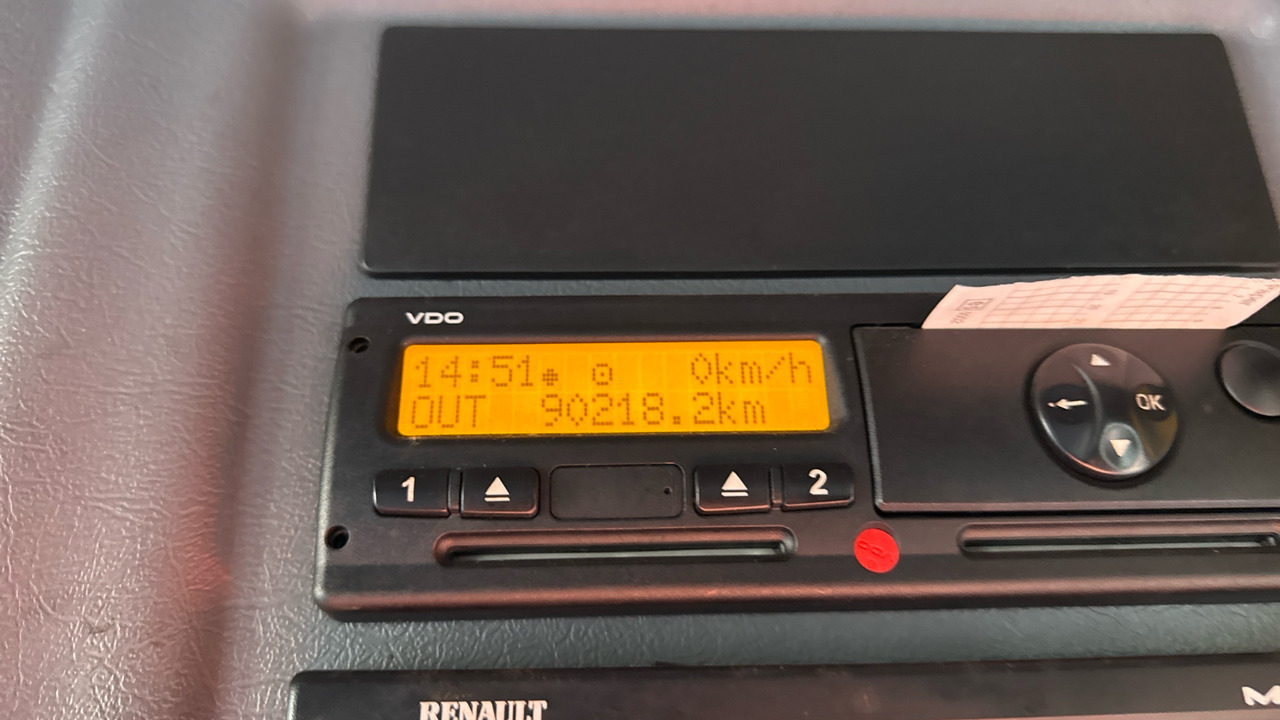 VDO
14:51 0km/h
OUT 90218.2km
OK
1 2
RENAULT